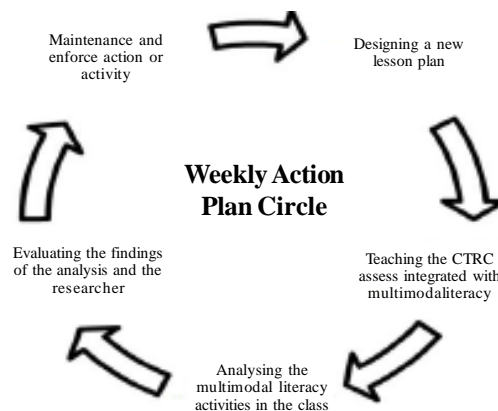 Maintenance and
enforce action or
activity
Designing a new
lesson plan
Weekly Action
Plan Circle
Evaluating the findings
of the analysis and the
researcher
Teaching the CTRC
assess integrated with
multimodaliteracy
Analysing the
multimodal literacy
activities in the class